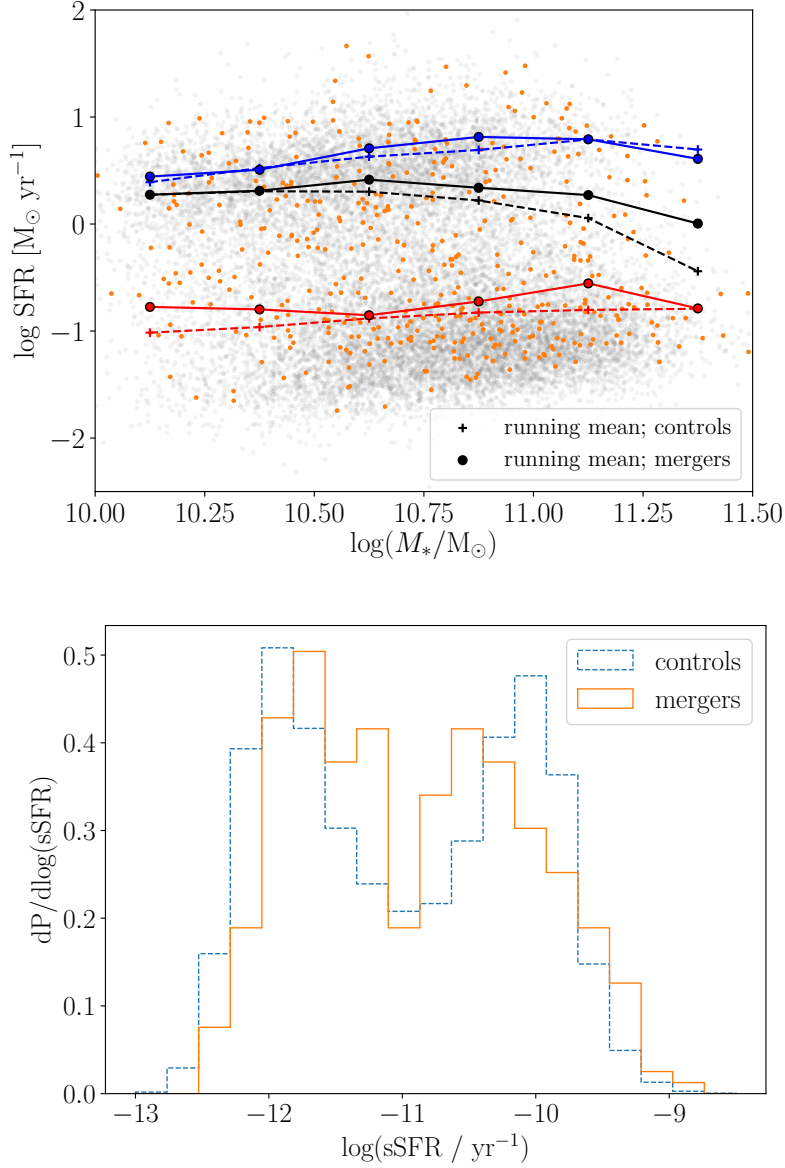 2
1
0
−1
−2
log SFR [M⊙ yr⁻¹]
+ running mean; controls
running mean; mergers
10.00 10.25 10.50 10.75 11.00 11.25 11.50
log(M*/M⊙)
0.5
0.4
0.3
0.2
0.1
0.0
dP/dlog(sSFR)
controls
mergers
−13 −12 −11 −10 −9
log(sSFR / yr⁻¹)